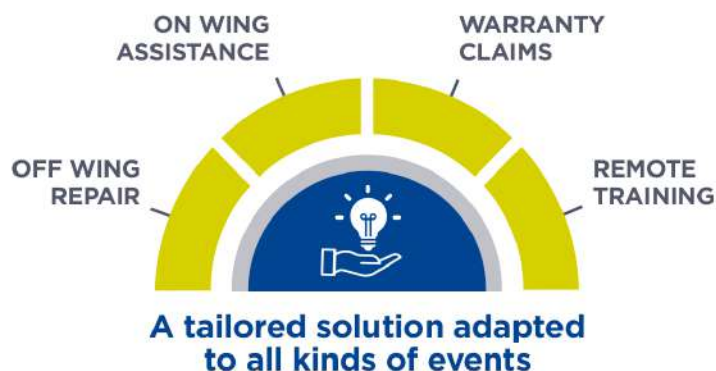 ON WING
ASSISTANCE
WARRANTY
CLAIMS
OFF WING
REPAIR
REMOTE
TRAINING
A tailored solution adapted
to all kinds of events